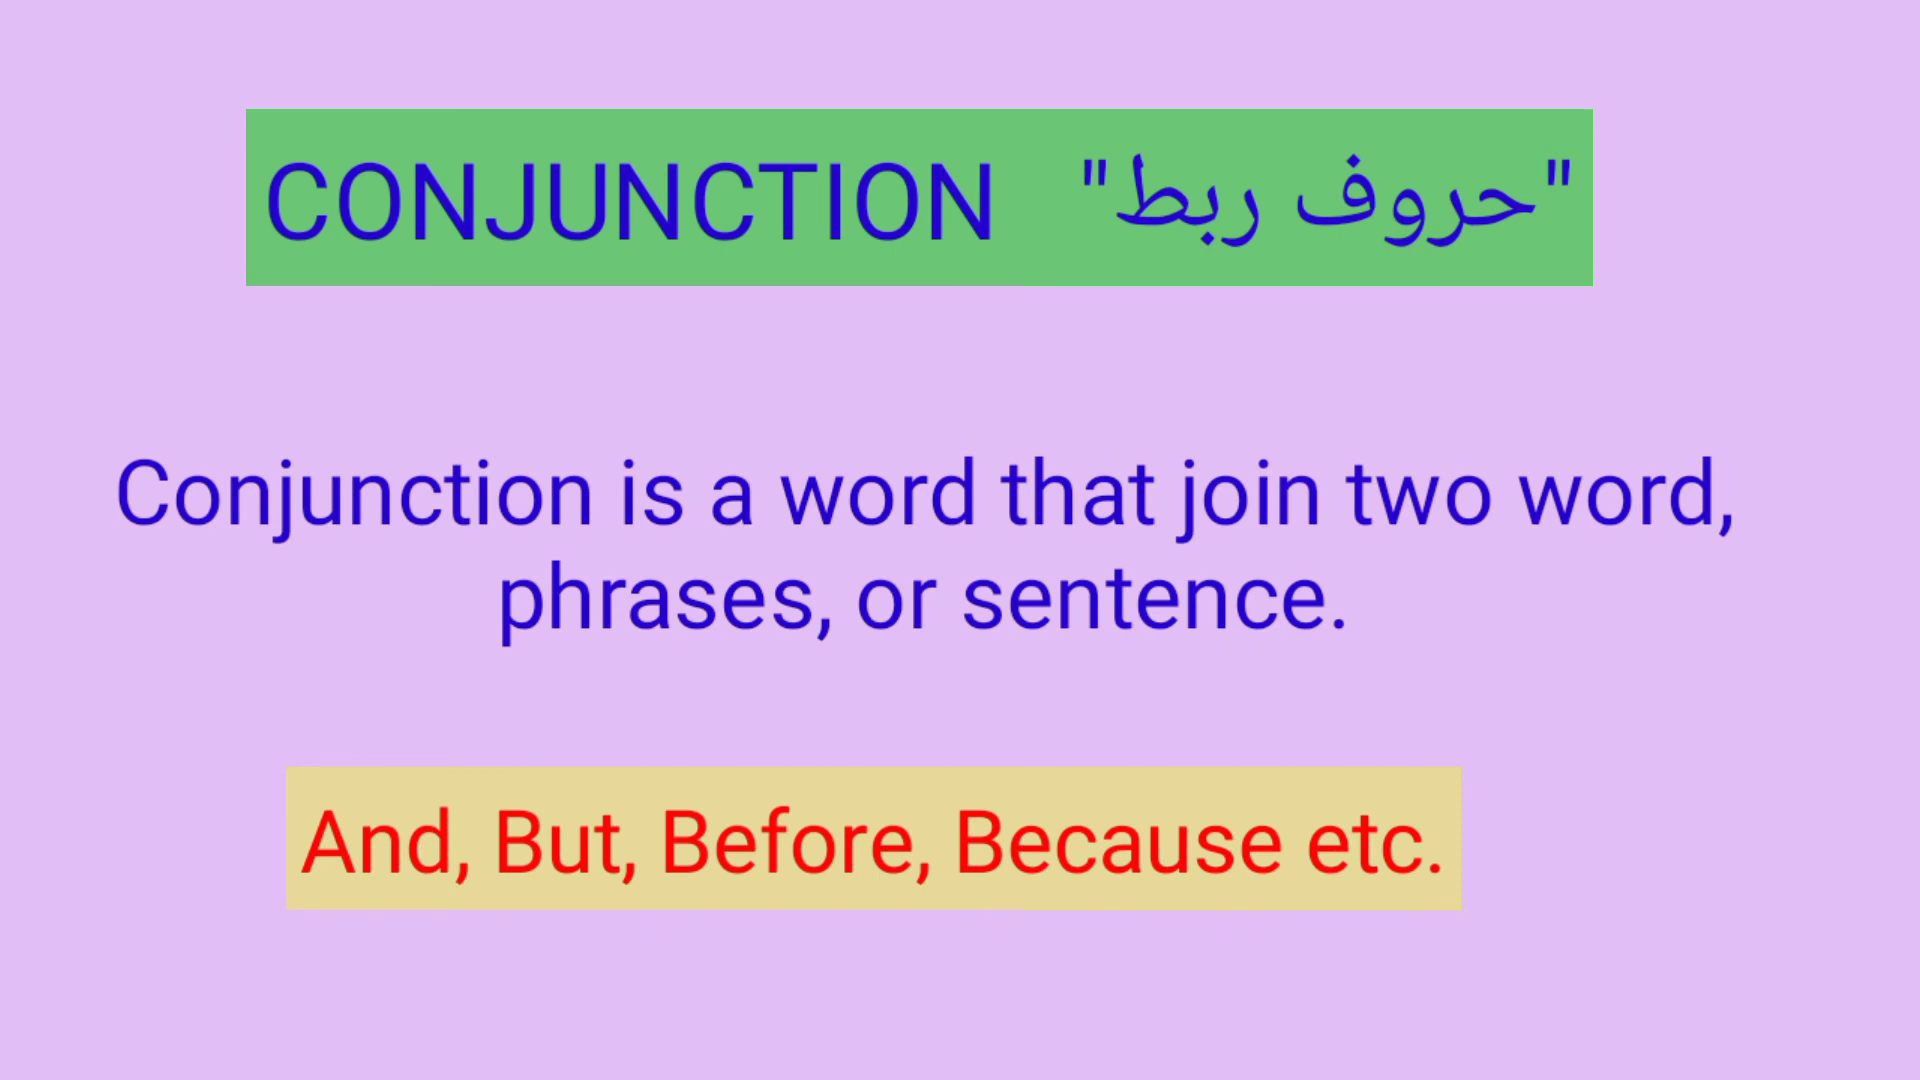 CONJUNCTION "حروف ربط"
Conjunction is a word that join two word,
phrases, or sentence.
And, But, Before, Because etc.